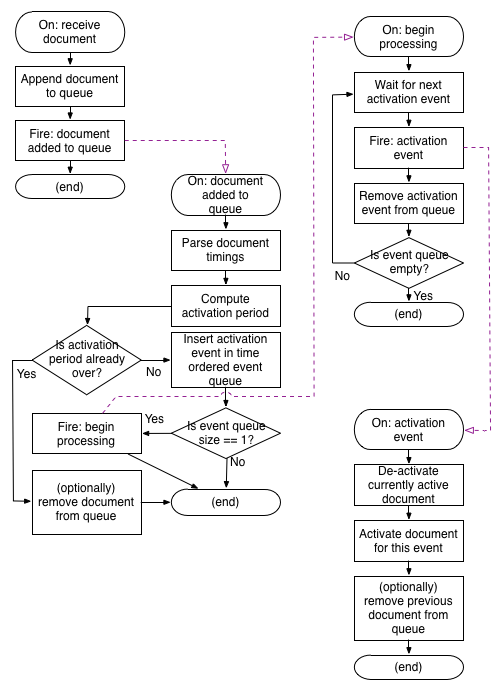 On: receive
document
Append document
to queue
Fire: document
added to queue
(end)
On: document
added to
queue
Parse document
timings
Compute
activation period
Is activation
period already
over?
Yes
No
Insert activation
event in time
ordered event
queue
Fire: begin
processing
Yes
Is event queue
size == 1?
No
(optionally)
remove document
from queue
(end)
On: begin
processing
Wait for next
activation event
Fire: activation
event
Remove activation
event from queue
Is event queue
empty?
No
Yes
(end)
On: activation
event
De-activate
currently active
document
Activate document
for this event
(optionally)
remove previous
document from
queue
(end)